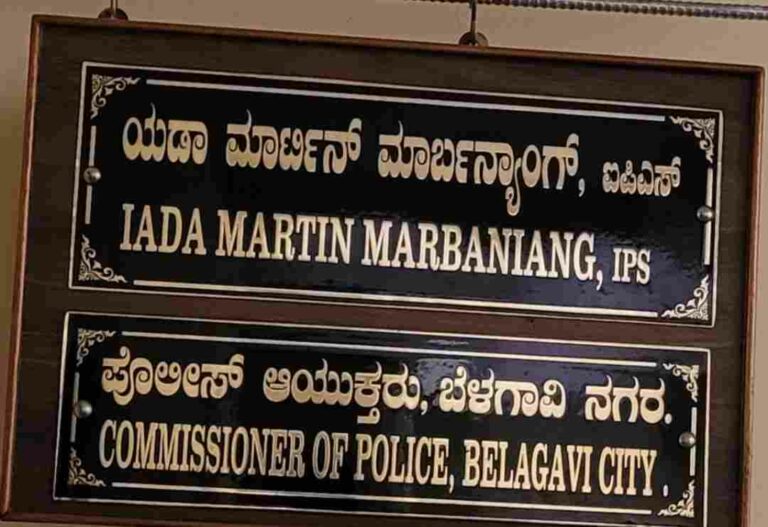 ಯಡಾ ಮಾರ್ಟಿನ್ ಮಾರ್ಬನ್ಯಾಂಗ್, ಐಪಿಎಸ್
IADA MARTIN MARBANIANG, IPS
ಪೊಲೀಸ್ ಆಯುಕ್ತರು, ಬೆಳಗಾವಿ ನಗರ.
COMMISSIONER OF POLICE, BELAGAVI CITY.